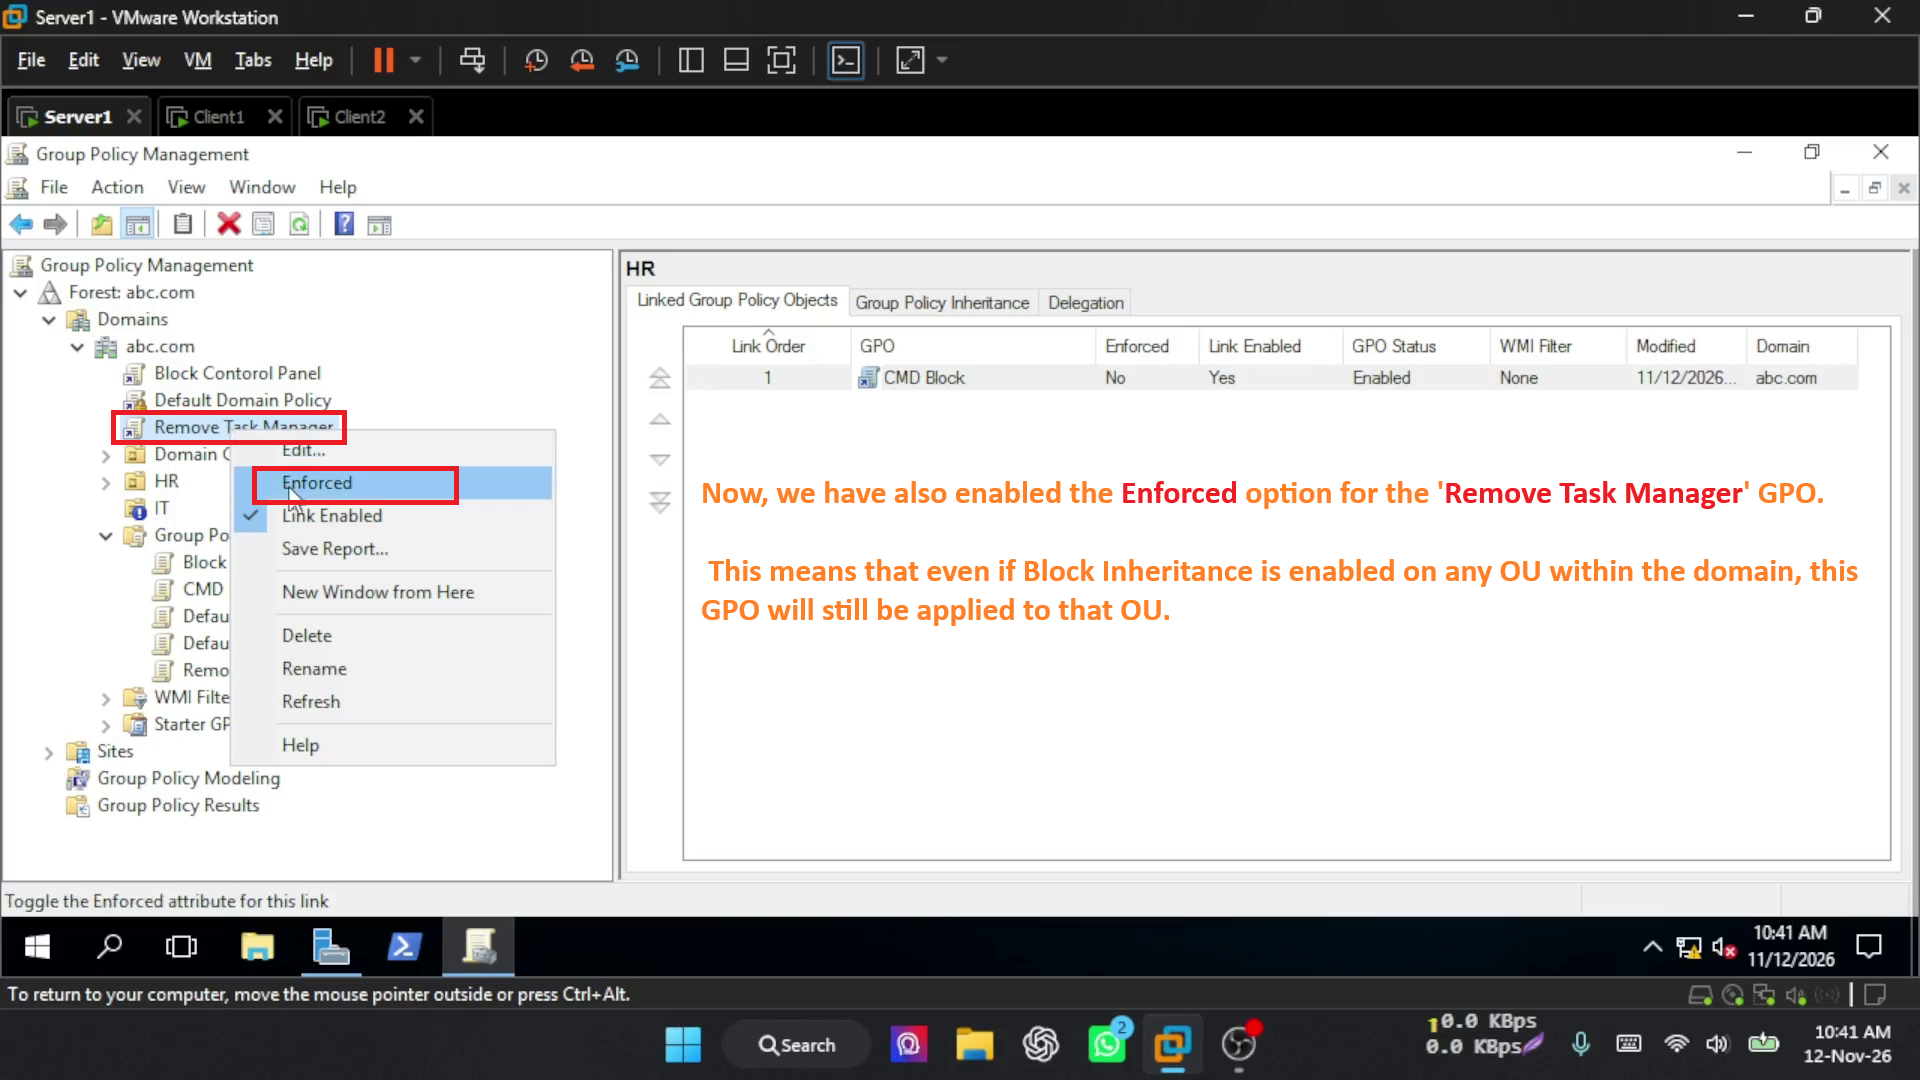 Server1 - VMware Workstation
File Edit View VM Tabs Help
Server1 Client1 Client2
Group Policy Management
File Action View Window Help
Group Policy Management
Forest: abc.com
Domains
abc.com
Block Contorol Panel
Default Domain Policy
Remove Task Manager
Domain C
HR
IT
Group Po
Block
CMD
Defau
Defau
Remo
WMI Filte
Starter GP
Sites
Group Policy Modeling
Group Policy Results
Edit...
Enforced
Link Enabled
Save Report...
New Window from Here
Delete
Rename
Refresh
Help
HR
Linked Group Policy Objects Group Policy Inheritance Delegation
Link Order GPO Enforced Link Enabled GPO Status WMI Filter Modified Domain
1 CMD Block No Yes Enabled None 11/12/2026... abc.com
Now, we have also enabled the Enforced option for the 'Remove Task Manager' GPO.
This means that even if Block Inheritance is enabled on any OU within the domain, this
GPO will still be applied to that OU.
Toggle the Enforced attribute for this link
10:41 AM
11/12/2026
To return to your computer, move the mouse pointer outside or press Ctrl+Alt.
Search
2
0.0 KBps
0.0 KBps
10:41 AM
12-Nov-26